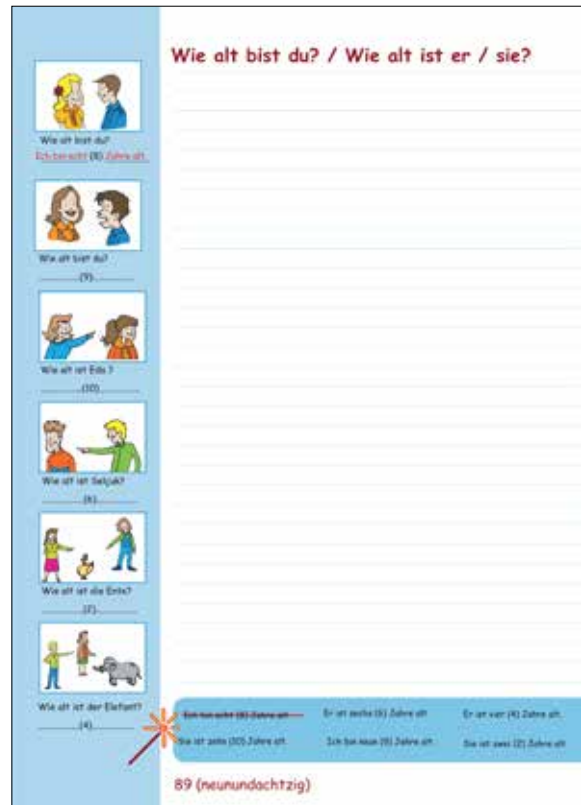 Wie alt bist du? / Wie alt ist er / sie?
Wie alt bist du?
Ich bin acht (8) Jahre alt.
Wie alt bist du?
(9)
Wie alt ist Eda ?
(10)
Wie alt ist Selçuk?
(6)
Wie alt ist die Ente?
(2)
Wie alt ist der Elefant?
(4)
Ich bin acht (8) Jahre alt. Er ist sechs (6) Jahre alt. Er ist vier (4) Jahre alt.
Sie ist zehn (10) Jahre alt. Ich bin neun (9) Jahre alt. Sie ist zwei (2) Jahre alt.
89 (neunundachtzig)